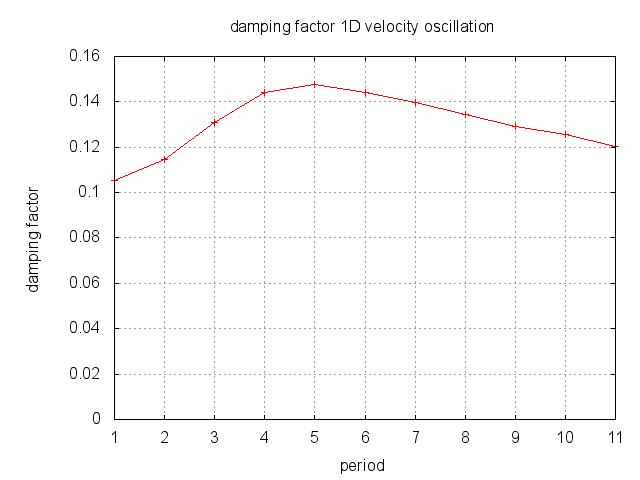 damping factor 1D velocity oscillation
0.16
0.14
0.12
0.1
0.08
0.06
0.04
0.02
0
damping factor
1 2 3 4 5 6 7 8 9 10 11
period